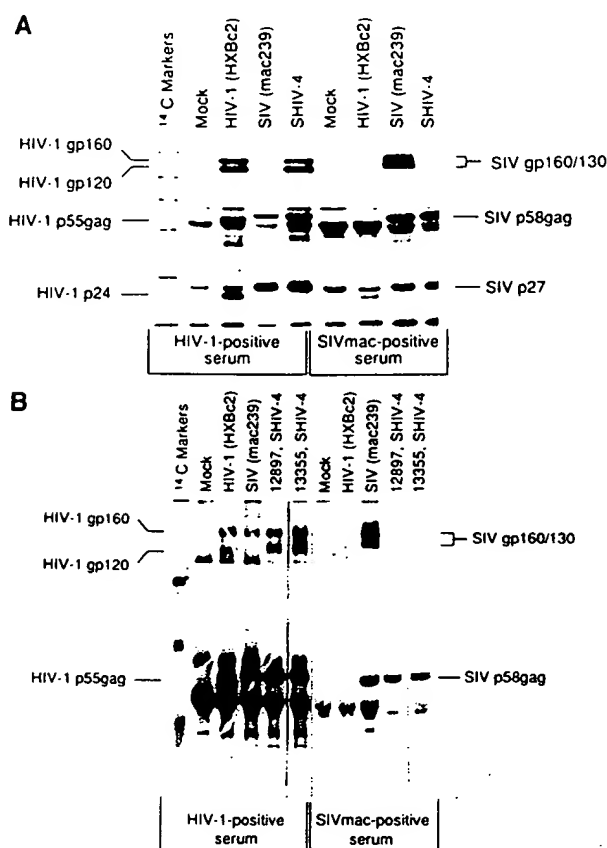 A
¹⁴C Markers
Mock
HIV-1 (HXBc2)
SIV (mac239)
SHIV-4
Mock
HIV-1 (HXBc2)
SIV (mac239)
SHIV-4
HIV-1 gp160
HIV-1 gp120
HIV-1 p55gag
HIV-1 p24
SIV gp160/130
SIV p58gag
SIV p27
HIV-1-positive
serum
SIVmac-positive
serum
B
¹⁴C Markers
Mock
HIV-1 (HXBc2)
SIV (mac239)
12897, SHIV-4
13355, SHIV-4
Mock
HIV-1 (HXBc2)
SIV (mac239)
12897, SHIV-4
13355, SHIV-4
HIV-1 gp160
HIV-1 gp120
HIV-1 p55gag
SIV gp160/130
SIV p58gag
HIV-1-positive
serum
SIVmac-positive
serum